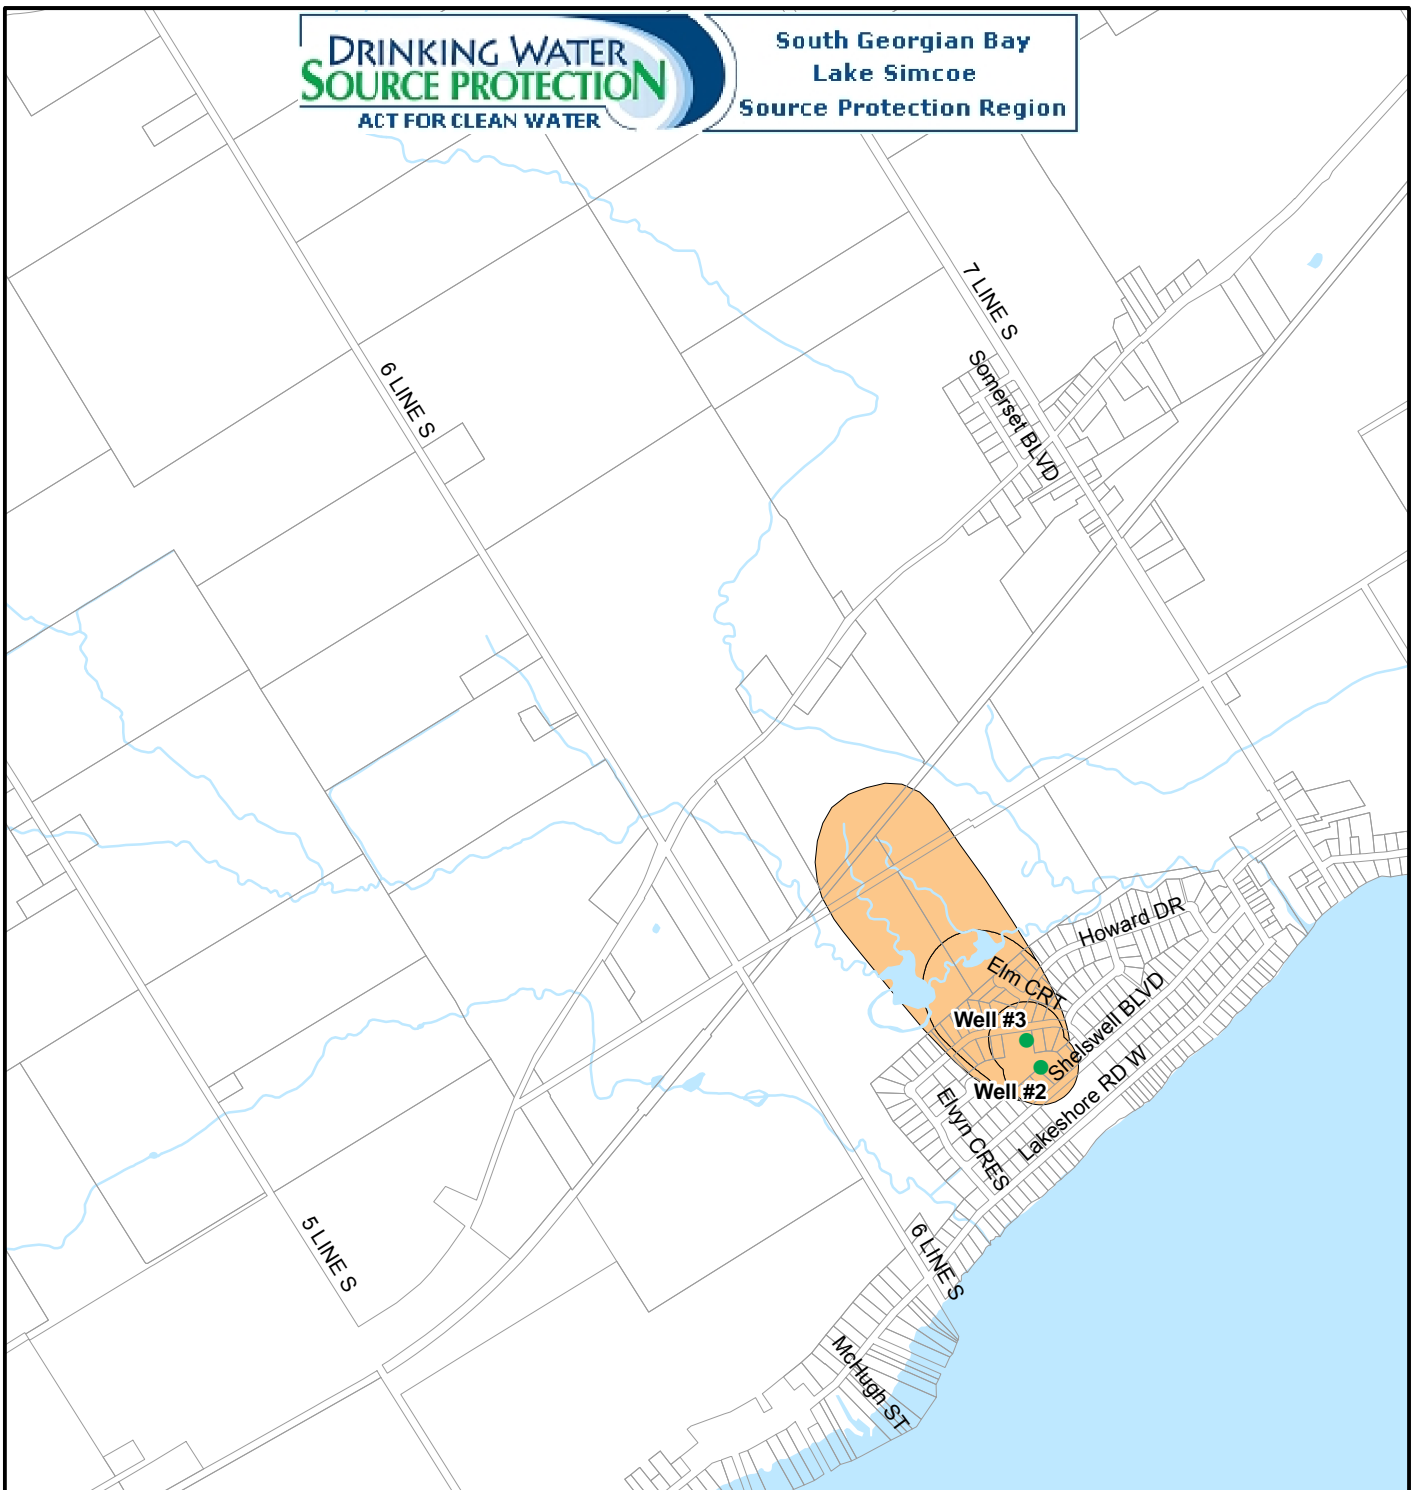 DRINKING WATER
SOURCE PROTECTION
ACT FOR CLEAN WATER
South Georgian Bay
Lake Simcoe
Source Protection Region
7 LINE S
Somerset BLVD
6 LINE S
Howard DR
Elm CRT
Shelswell BLVD
Well #3
Well #2
Lakeshore RD W
Elvyn CRES
5 LINE S
6 LINE S
McHugh ST